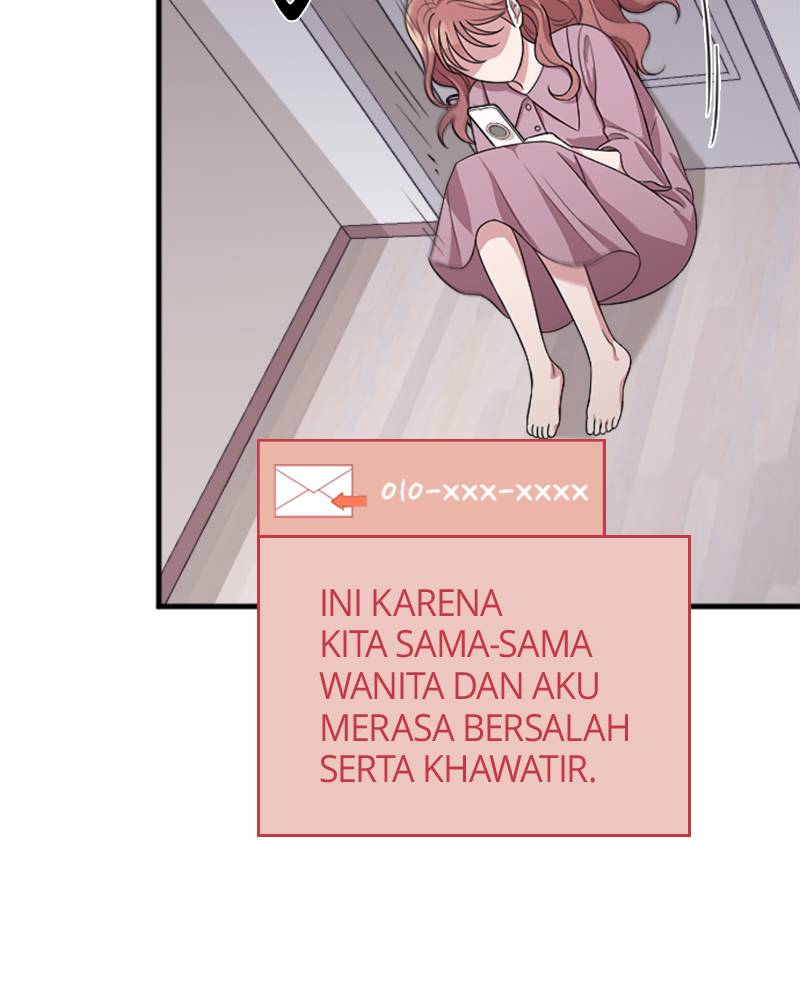 010-xxx-xxxx
INI KARENA
KITA SAMA-SAMA
WANITA DAN AKU
MERASA BERSALAH
SERTA KHAWATIR.